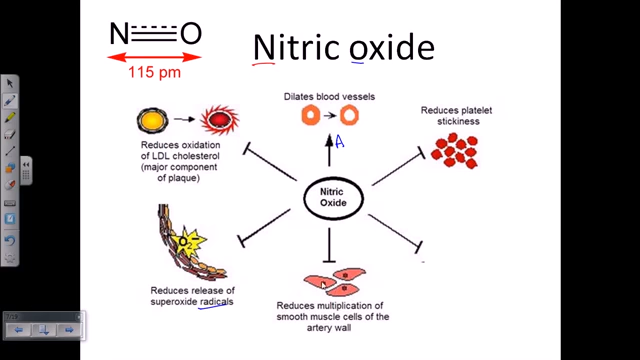 N O
Nitric oxide
115 pm
Dilates blood vessels
Reduces platelet
stickiness
Reduces oxidation
of LDL cholesterol
(major component
of plaque)
A
Nitric
Oxide
O2-
Reduces release of
superoxide radicals
Reduces multiplication of
smooth muscle cells of the
artery wall